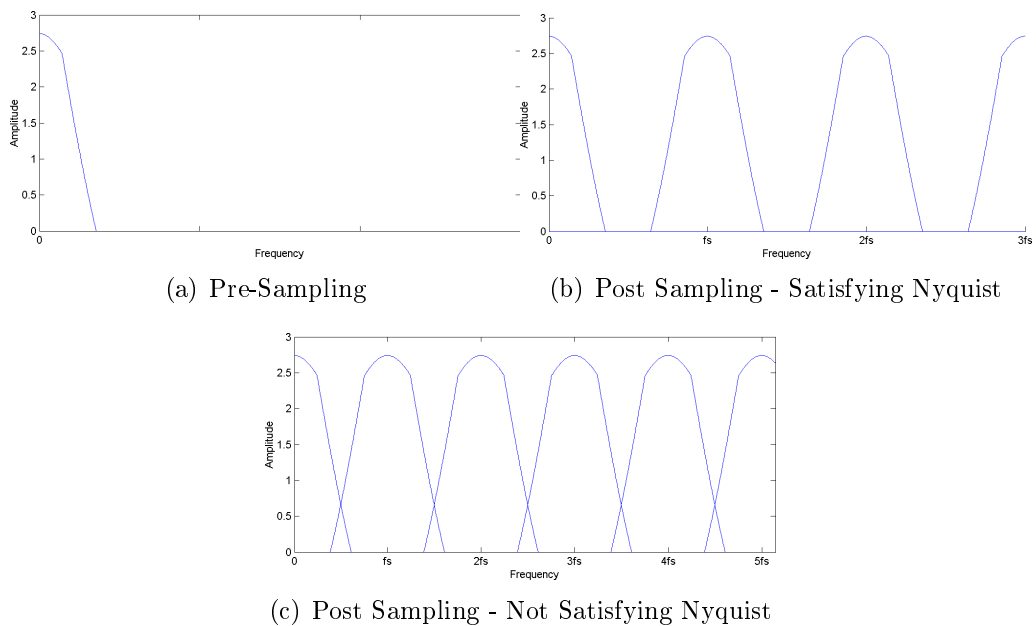 3
2.5
2
1.5
1
0.5
0
0
Amplitude
Frequency
(a) Pre-Sampling
3
2.5
2
1.5
1
0.5
0
0 fs 2fs 3fs
Amplitude
Frequency
(b) Post Sampling - Satisfying Nyquist
3
2.5
2
1.5
1
0.5
0
0 fs 2fs 3fs 4fs 5fs
Amplitude
Frequency
(c) Post Sampling - Not Satisfying Nyquist